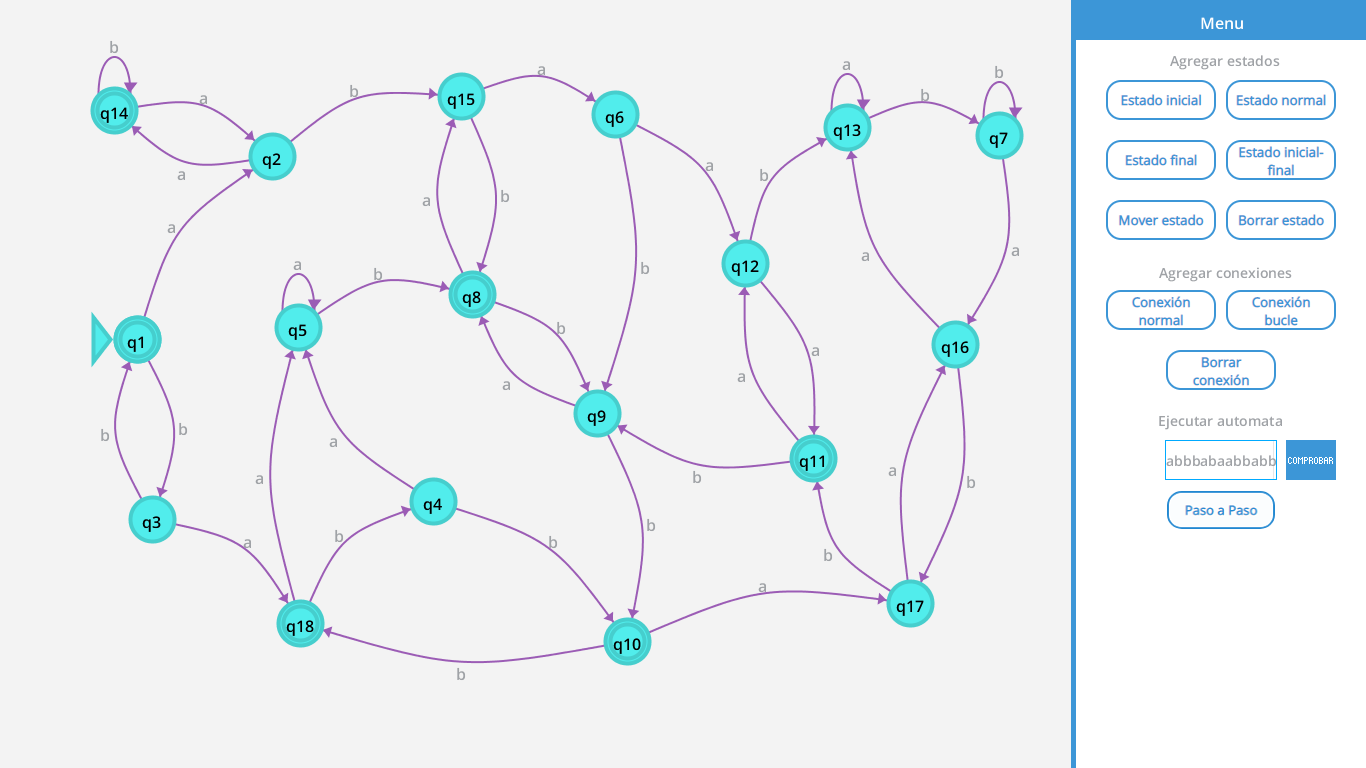 Menu
Agregar estados
Estado inicial
Estado normal
Estado final
Estado inicial-
final
Mover estado
Borrar estado
Agregar conexiones
Conexión
normal
Conexión
bucle
Borrar
conexión
Ejecutar automata
abbbabaabbabb
COMPROBAR
Paso a Paso
b
q14
a
a
q2
b
q15
a
q6
a
q13
b
b
q7
a
b
a
b
a
b
q12
a
a
q1
a
q5
b
q8
b
a
q9
a
a
q16
b
b
q3
a
a
b
q4
a
b
b
b
q11
b
a
b
q17
a
q18
b
q10
a
b